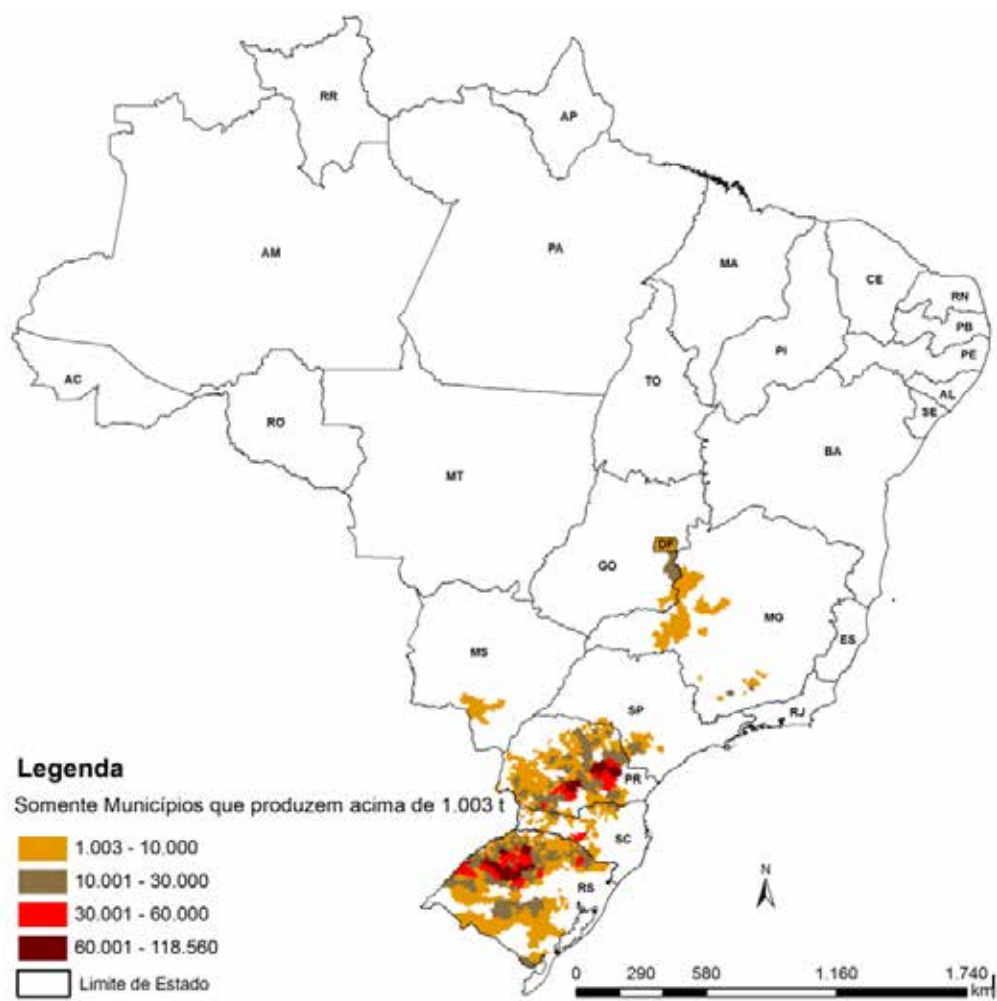 RR
AP
AM
PA
MA
CE
RN
PB
PE
PI
AC
TO
AL
SE
RO
BA
MT
DF
GO
MG
ES
MS
SP
RJ
PR
SC
RS
Legenda
Somente Municípios que produzem acima de 1.003 t
1.003 - 10.000
10.001 - 30.000
30.001 - 60.000
60.001 - 118.560
Limite de Estado
N
0 290 580 1.160 1.740
km